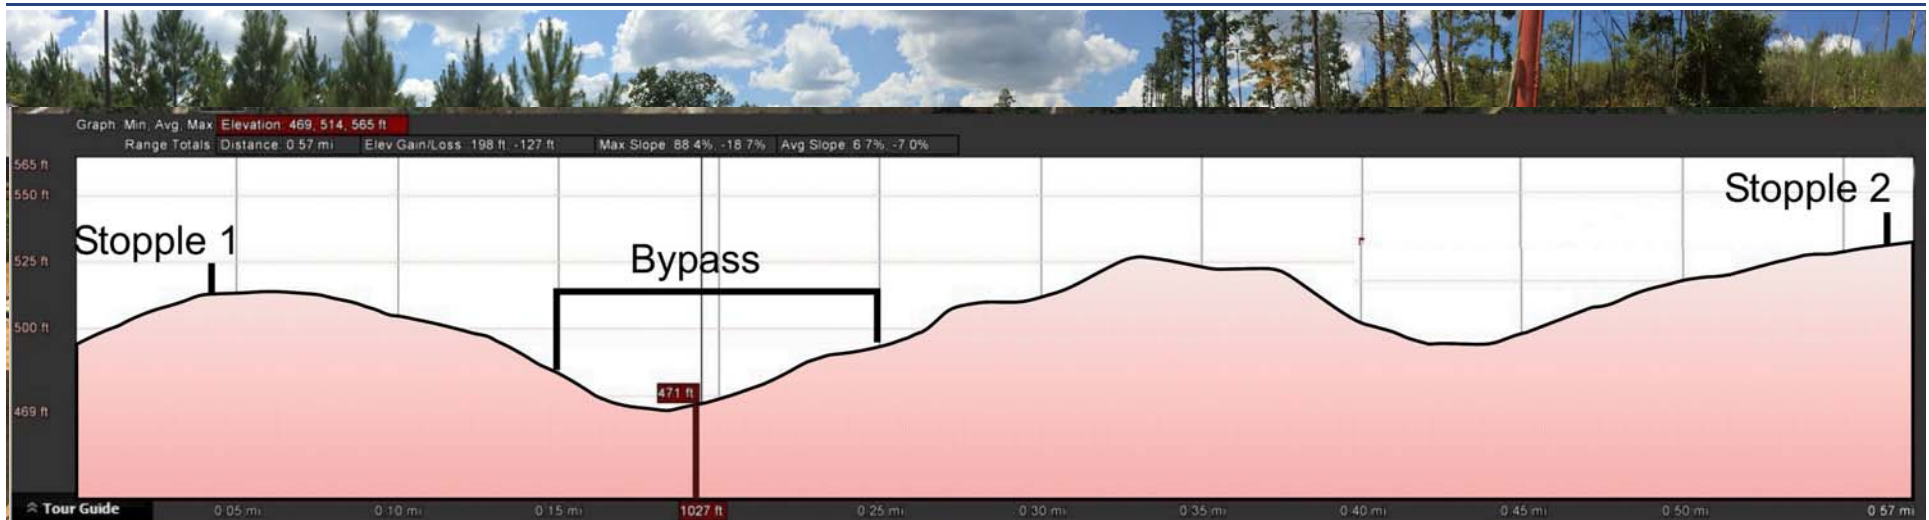 Graph: Min, Avg, Max Elevation: 469, 514, 565 ft
Range Totals: Distance: 0.57 mi Elev Gain/Loss: 198 ft, -127 ft Max Slope: 88.4%, -18.7% Avg Slope: 6.7%, -7.0%
565 ft
550 ft
Stopple 2
Stopple 1
525 ft
Bypass
500 ft
471 ft
469 ft
Tour Guide
0.05 mi 0.10 mi 0.15 mi 1027 ft 0.25 mi 0.30 mi 0.35 mi 0.40 mi 0.45 mi 0.50 mi 0.57 mi